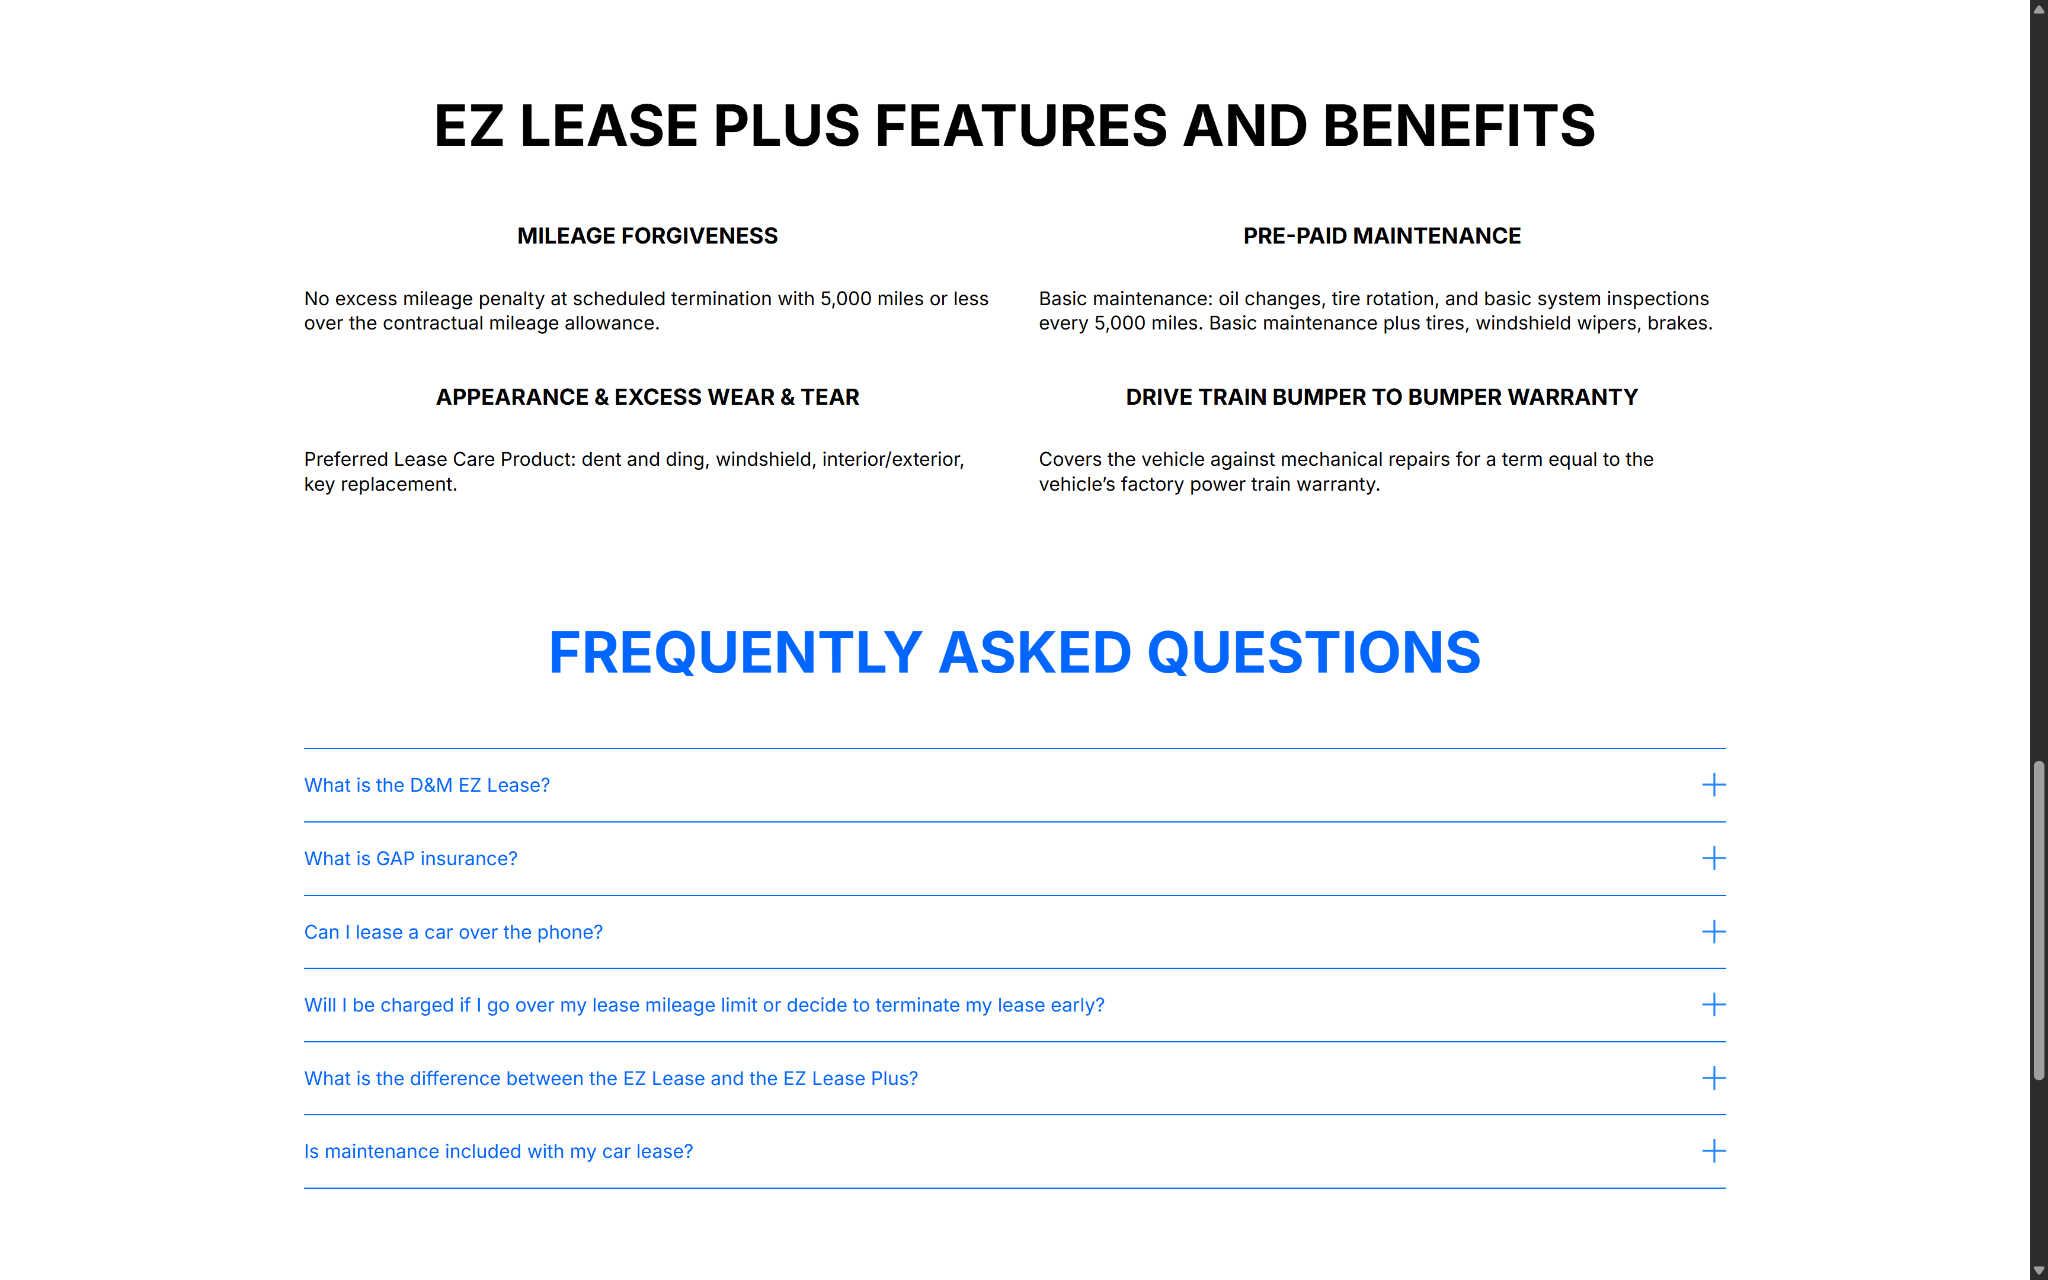 EZ LEASE PLUS FEATURES AND BENEFITS
MILEAGE FORGIVENESS
No excess mileage penalty at scheduled termination with 5,000 miles or less
over the contractual mileage allowance.
PRE-PAID MAINTENANCE
Basic maintenance: oil changes, tire rotation, and basic system inspections
every 5,000 miles. Basic maintenance plus tires, windshield wipers, brakes.
APPEARANCE & EXCESS WEAR & TEAR
Preferred Lease Care Product: dent and ding, windshield, interior/exterior,
key replacement.
DRIVE TRAIN BUMPER TO BUMPER WARRANTY
Covers the vehicle against mechanical repairs for a term equal to the
vehicle’s factory power train warranty.
FREQUENTLY ASKED QUESTIONS
What is the D&M EZ Lease?
What is GAP insurance?
Can I lease a car over the phone?
Will I be charged if I go over my lease mileage limit or decide to terminate my lease early?
What is the difference between the EZ Lease and the EZ Lease Plus?
Is maintenance included with my car lease?